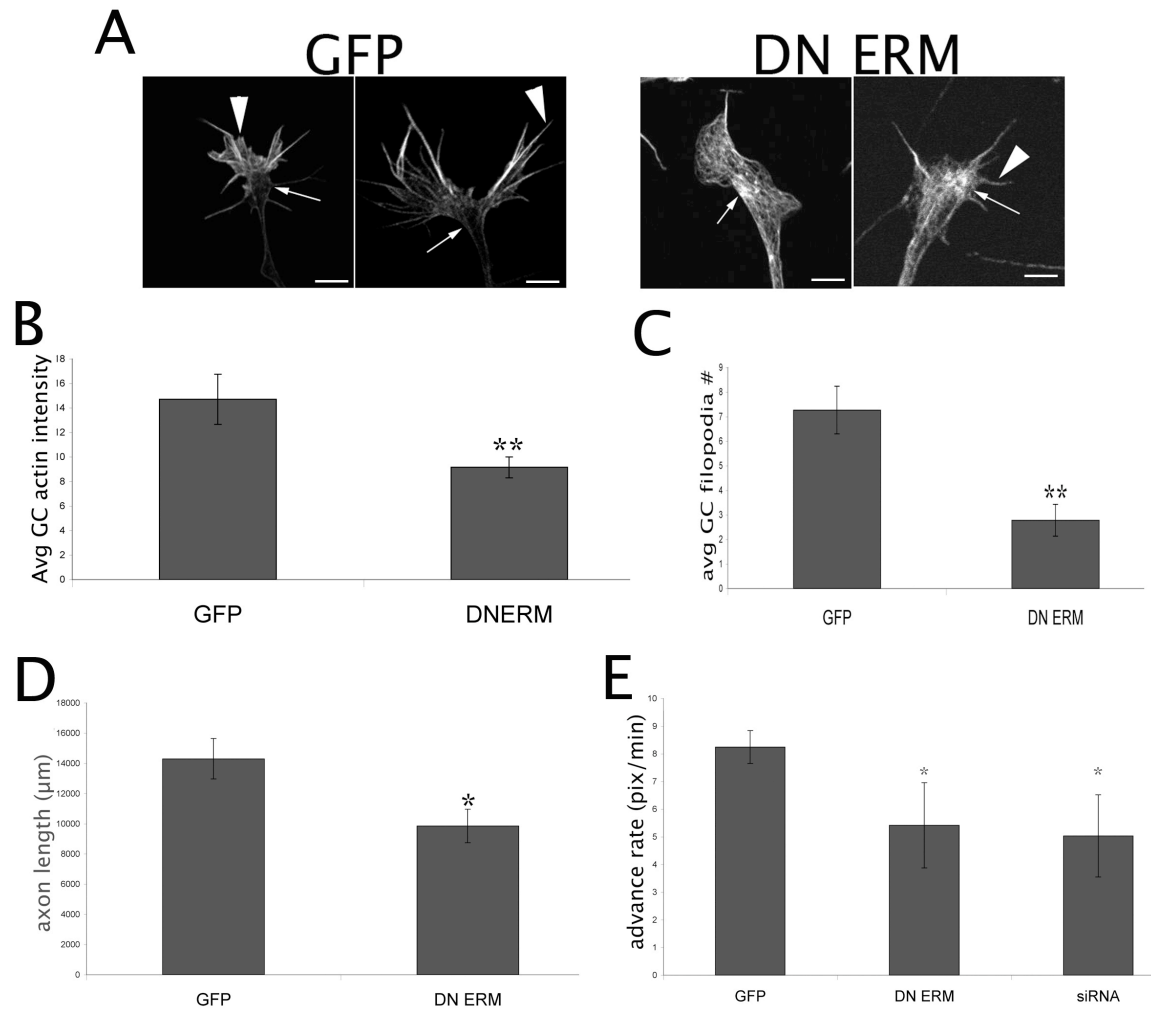 A
GFP
DN ERM
B
Avg GC actin intensity
18
16
14
12
10
8
6
4
2
0
**
GFP
DNERM
C
avg GC filopodia #
9
8
7
6
5
4
3
2
1
0
**
GFP
DN ERM
D
axon length (µm)
18000
16000
14000
12000
10000
8000
6000
4000
2000
0
*
GFP
DN ERM
E
advance rate (pix/min)
10
9
8
7
6
5
4
3
2
1
0
*
*
GFP
DN ERM
siRNA